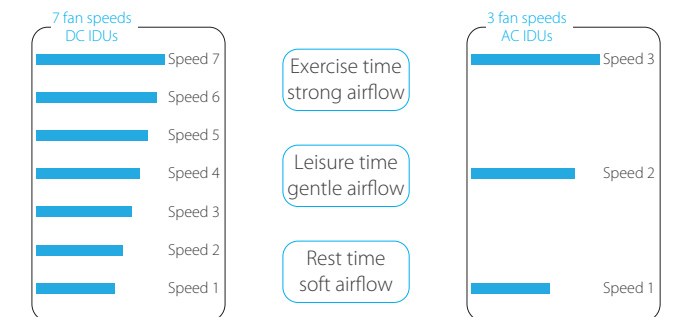 7 fan speeds
DC IDUs
Speed 7
Speed 6
Speed 5
Speed 4
Speed 3
Speed 2
Speed 1
Exercise time
strong airflow
Leisure time
gentle airflow
Rest time
soft airflow
3 fan speeds
AC IDUs
Speed 3
Speed 2
Speed 1